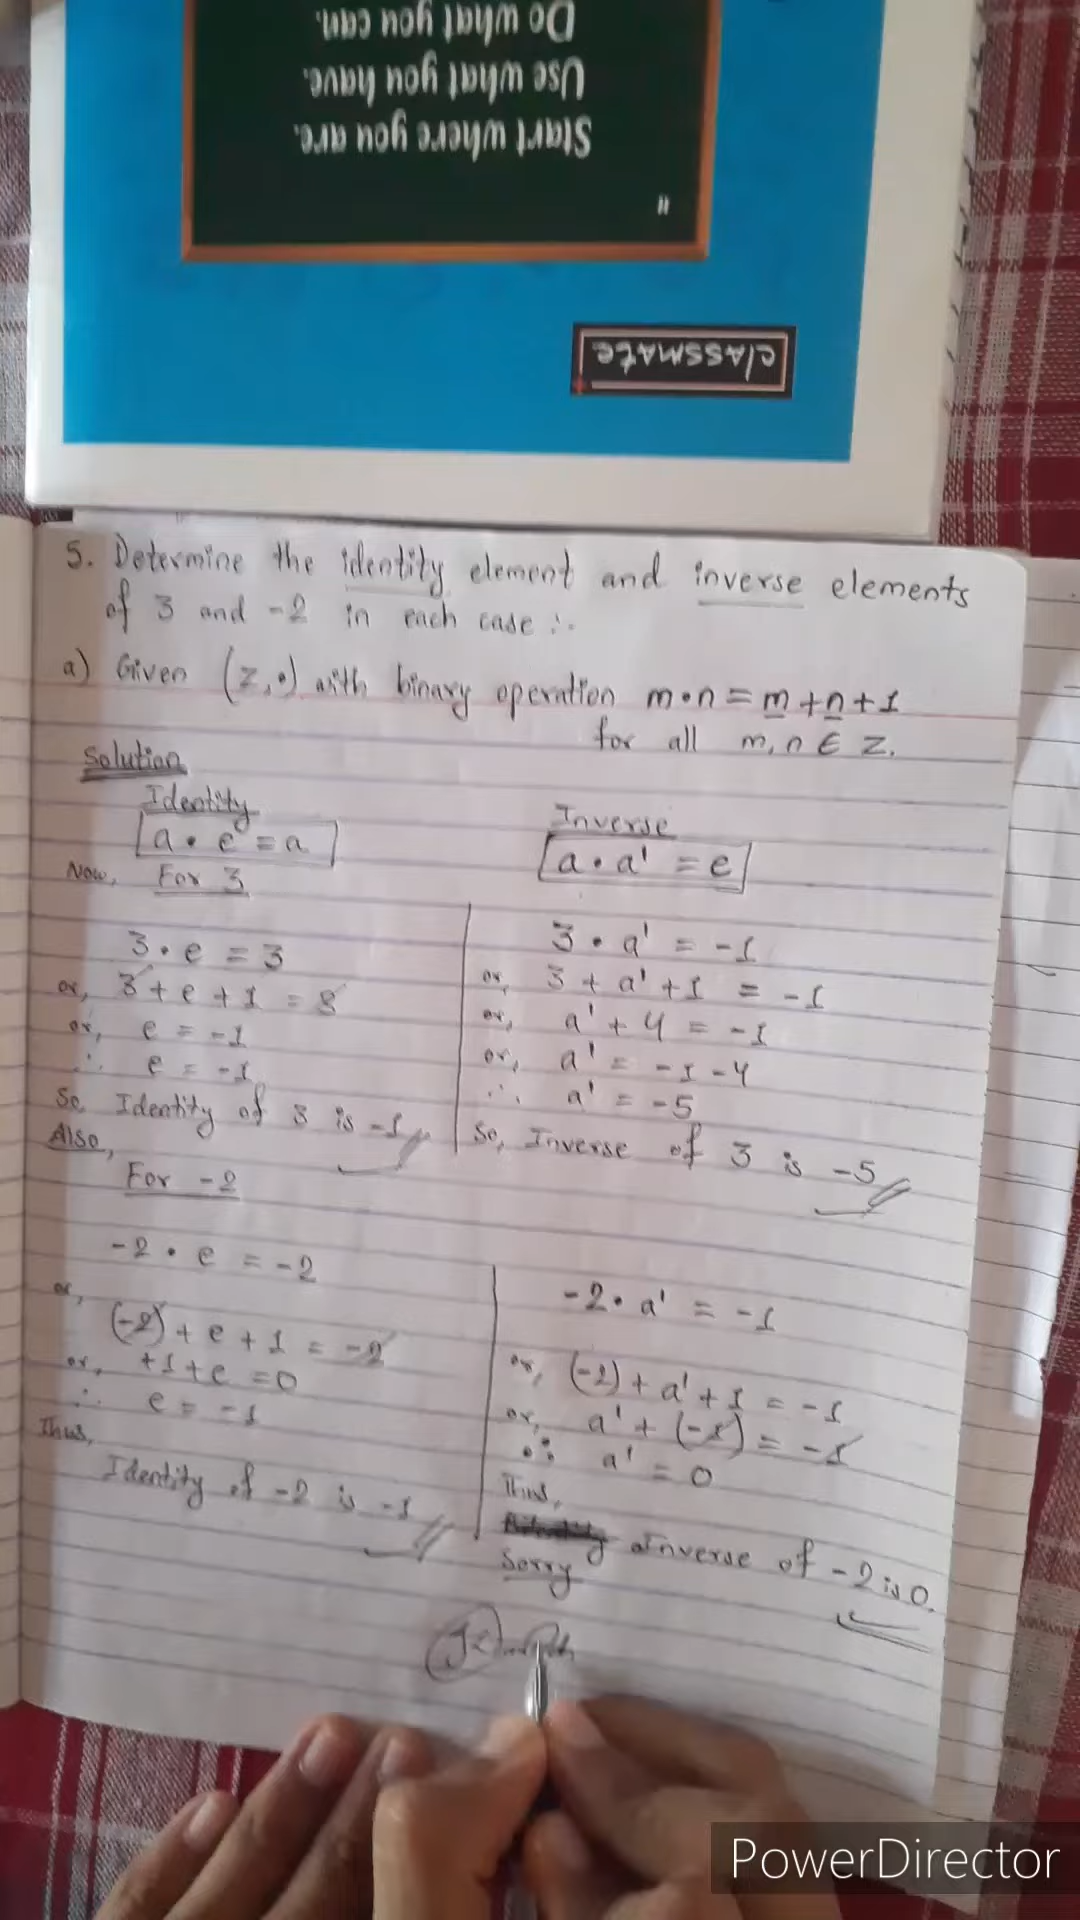 Do what you can.
Use what you have.
Start where you are.
"
classmate
5. Determine the identity element and inverse elements
of 3 and -2 in each case :-
a) Given (Z, •) with binary operation m•n = m+n+1
for all m, n ∈ Z.
Solution
Identity
a • e = a
Inverse
a • a' = e
Now, For 3
3 • e = 3
or, 3 + e + 1 = 3
or, e = -1
∴ e = -1
So, Identity of 3 is -1
3 • a' = -1
or, 3 + a' + 1 = -1
or, a' + 4 = -1
or, a' = -1 - 4
∴ a' = -5
So, Inverse of 3 is -5
Also,
For -2
-2 • e = -2
or,
(-2) + e + 1 = -2
or, +1 + e = 0
∴ e = -1
Thus,
Identity of -2 is -1
-2 • a' = -1
or, (-2) + a' + 1 = -1
or, a' + (-1) = -1
∴ a' = 0
Thus,
Inverse of -2 is 0.
Sorry
PowerDirector